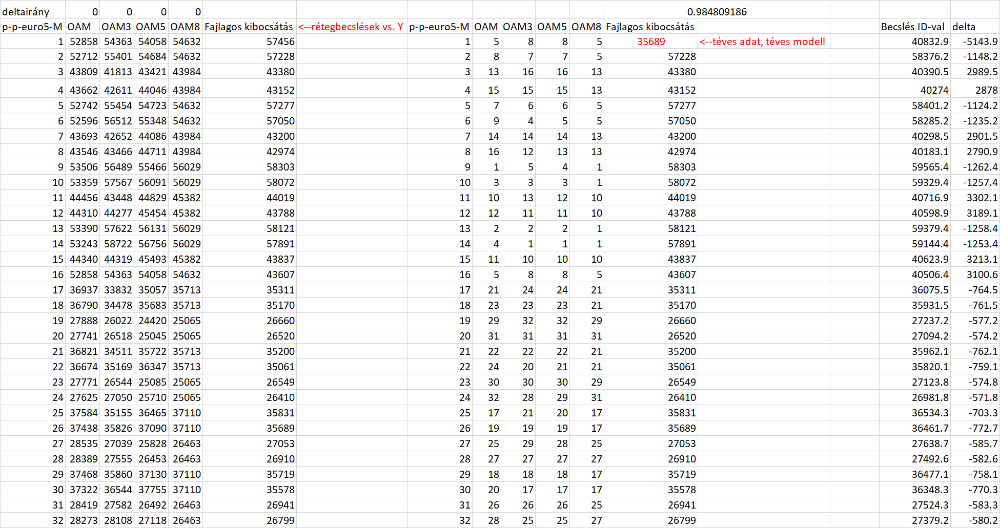 deltairány 0 0 0 0 0.984809186
p-p-euro5-M OAM OAM3 OAM5 OAM8 Fajlagos kibocsátás <--rétegbecslések vs. Y p-p-euro5-M OAM OAM3 OAM5 OAM8 Fajlagos kibocsátás Becslés ID-val delta
1 52858 54363 54058 54632 57456 1 5 8 8 5 35689 <--téves adat, téves modell 40832.9 -5143.9
2 52712 55401 54684 54632 57228 2 8 7 7 5 57228 58376.2 -1148.2
3 43809 41813 43421 43984 43380 3 13 16 16 13 43380 40390.5 2989.5
4 43662 42611 44046 43984 43152 4 15 15 15 13 43152 40274 2878
5 52742 55454 54723 54632 57277 5 7 6 6 5 57277 58401.2 -1124.2
6 52596 56512 55348 54632 57050 6 9 4 5 5 57050 58285.2 -1235.2
7 43693 42652 44086 43984 43200 7 14 14 14 13 43200 40298.5 2901.5
8 43546 43466 44711 43984 42974 8 16 12 13 13 42974 40183.1 2790.9
9 53506 56489 55466 56029 58303 9 1 5 4 1 58303 59565.4 -1262.4
10 53359 57567 56091 56029 58072 10 3 3 3 1 58072 59329.4 -1257.4
11 44456 43448 44829 45382 44019 11 10 13 12 10 44019 40716.9 3302.1
12 44310 44277 45454 45382 43788 12 12 11 11 10 43788 40598.9 3189.1
13 53390 57622 56131 56029 58121 13 2 2 2 1 58121 59379.4 -1258.4
14 53243 58722 56756 56029 57891 14 4 1 1 1 57891 59144.4 -1253.4
15 44340 44319 45493 45382 43837 15 11 10 10 10 43837 40623.9 3213.1
16 52858 54363 54058 54632 43607 16 5 8 8 5 43607 40506.4 3100.6
17 36937 33832 35057 35713 35311 17 21 24 24 21 35311 36075.5 -764.5
18 36790 34478 35683 35713 35170 18 23 23 23 21 35170 35931.5 -761.5
19 27888 26022 24420 25065 26660 19 29 32 32 29 26660 27237.2 -577.2
20 27741 26518 25045 25065 26520 20 31 31 31 31 26520 27094.2 -574.2
21 36821 34511 35722 35713 35200 21 22 22 22 21 35200 35962.1 -762.1
22 36674 35169 36347 35713 35061 22 24 20 21 21 35061 35820.1 -759.1
23 27771 26544 25085 25065 26549 23 30 30 30 29 26549 27123.8 -574.8
24 27625 27050 25710 25065 26410 24 32 28 29 31 26410 26981.8 -571.8
25 37584 35155 36465 37110 35831 25 17 21 20 17 35831 36534.3 -703.3
26 37438 35826 37090 37110 35689 26 19 19 19 17 35689 36461.7 -772.7
27 28535 27039 25828 26463 27053 27 25 29 28 25 27053 27638.7 -585.7
28 28389 27555 26453 26463 26910 28 27 27 27 27 26910 27492.6 -582.6
29 37468 35860 37130 37110 35719 29 18 18 18 17 35719 36477.1 -758.1
30 37322 36544 37755 37110 35578 30 20 17 17 17 35578 36348.3 -770.3
31 28419 27582 26492 26463 26941 31 26 26 26 25 26941 27524.3 -583.3
32 28273 28108 27118 26463 26799 32 28 25 25 27 26799 27379.2 -580.2